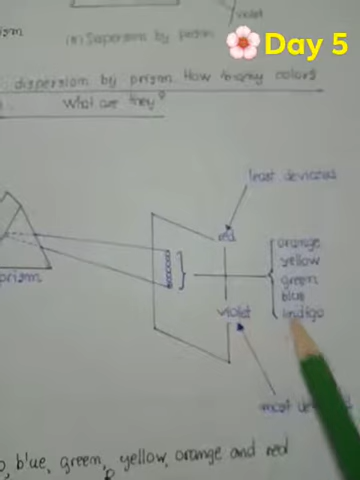 violet
(a) Dispersion by prism
🌸Day 5
dispersion by prism. How many colors
What are they?
least deviated
red
orange
yellow
green
blue
indigo
violet
prism
most
blue, green, yellow, orange and red